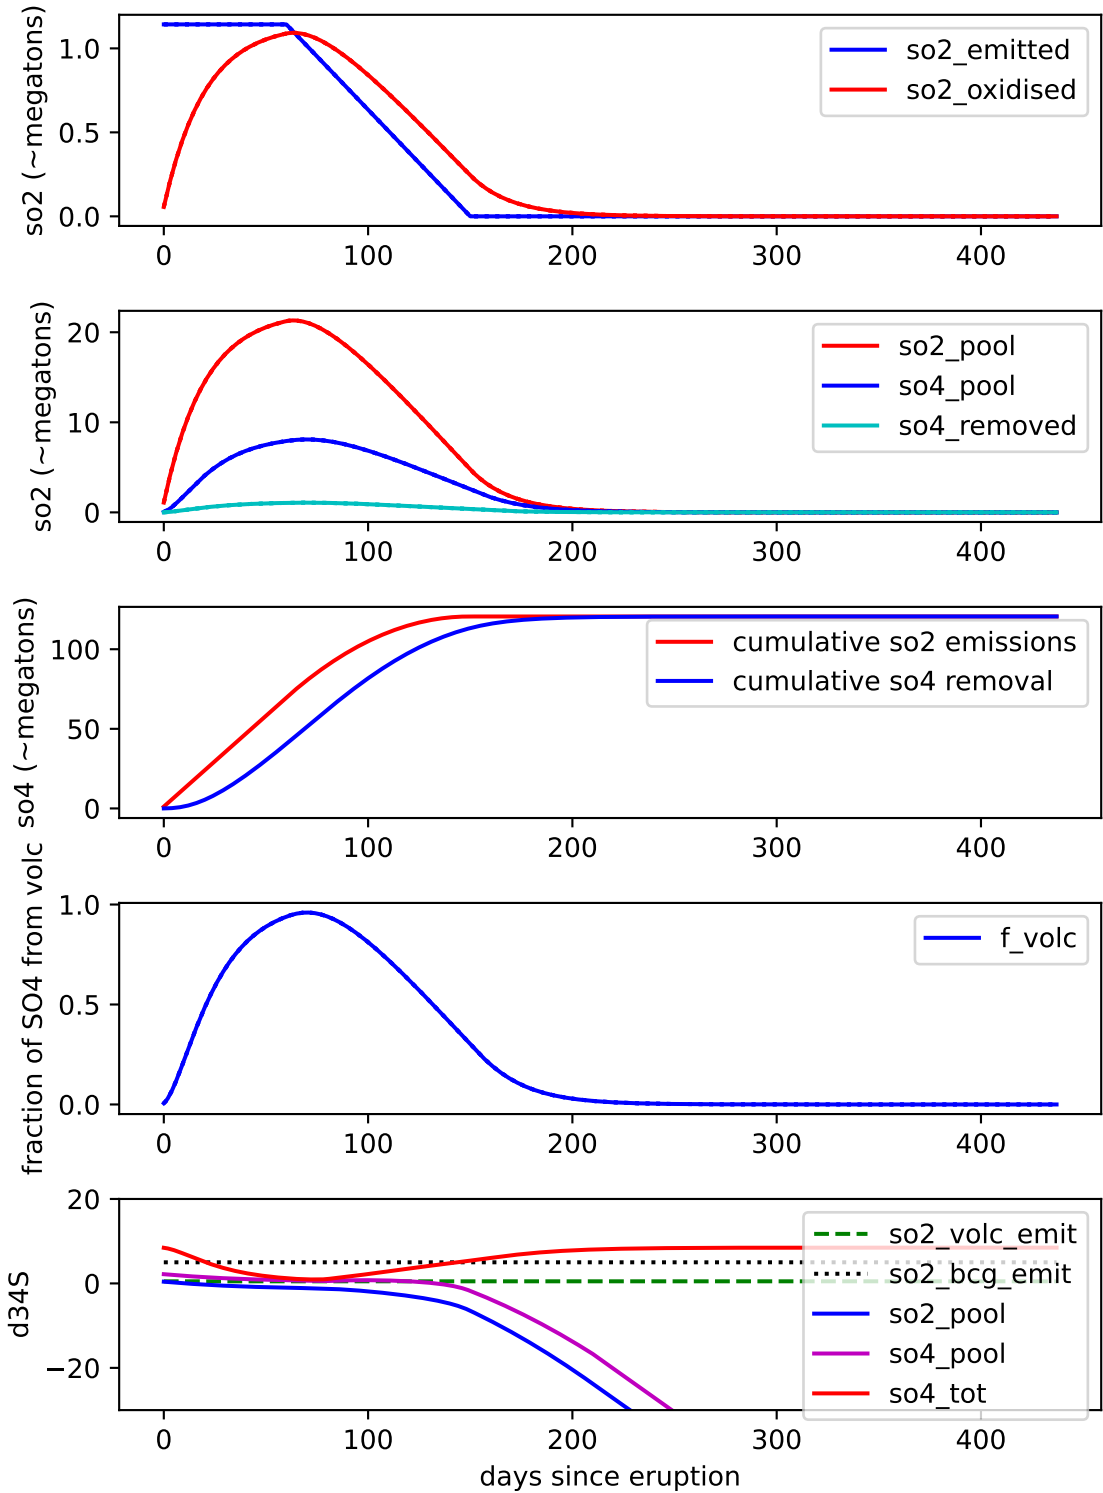 so2 (~megatons)
1.0
0.5
0.0
so2_emitted
so2_oxidised
0 100 200 300 400
so2 (~megatons)
20
10
0
so2_pool
so4_pool
so4_removed
0 100 200 300 400
so4 (~megatons)
100
50
0
cumulative so2 emissions
cumulative so4 removal
0 100 200 300 400
fraction of SO4 from volc
1.0
0.5
0.0
f_volc
0 100 200 300 400
d34S
20
0
−20
so2_volc_emit
so2_bcg_emit
so2_pool
so4_pool
so4_tot
0 100 200 300 400
days since eruption